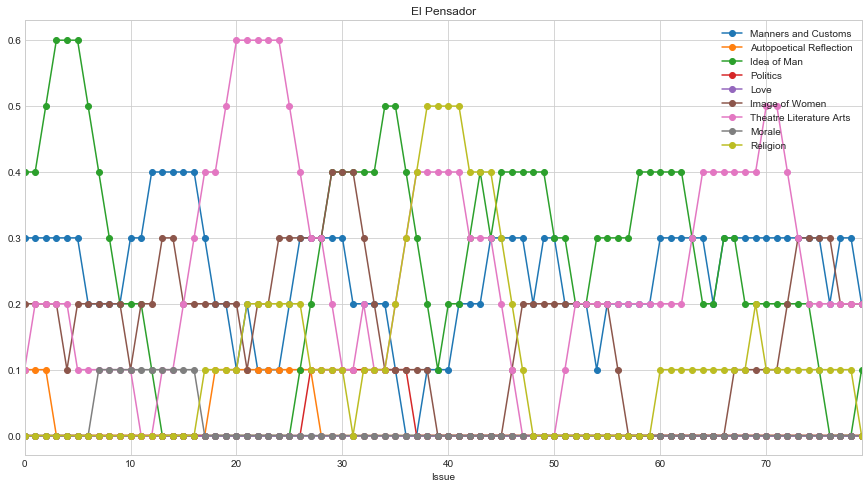 El Pensador
Manners and Customs
Autopoetical Reflection
Idea of Man
Politics
Love
Image of Women
Theatre Literature Arts
Morale
Religion
0.6
0.5
0.4
0.3
0.2
0.1
0.0
0 10 20 30 40 50 60 70
Issue